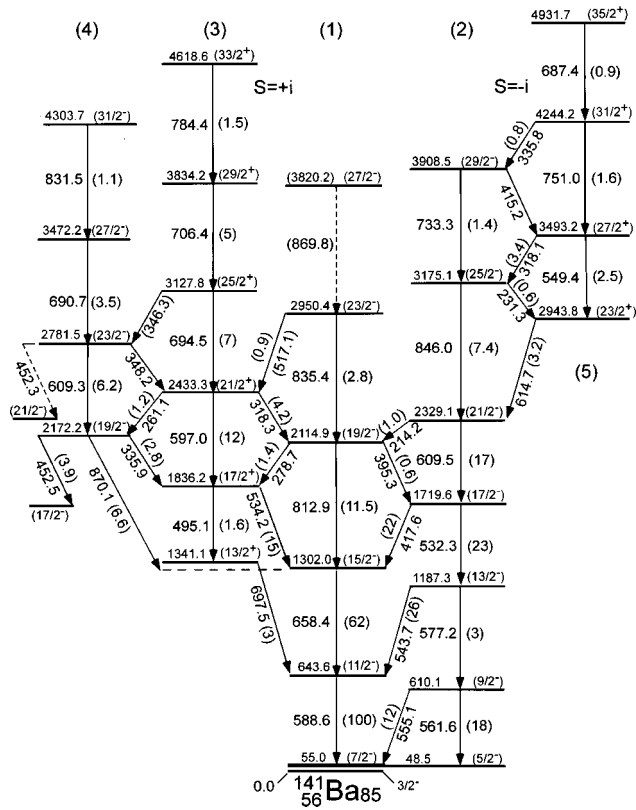 4931.7 (35/2+)
(4) (3) (1) (2)
4618.6 (33/2+)
S=+i S=-i
687.4 (0.9)
4303.7 (31/2-) 4244.2 (31/2+)
784.4 (1.5)
(0.8)
335.8
3908.5 (29/2-)
831.5 (1.1) 3834.2 (29/2+) (3820.2) (27/2-) 751.0 (1.6)
415.2
3472.2 (27/2-) 733.3 (1.4) 3493.2 (27/2+)
706.4 (5) (869.8)
(3.4)
318.1
3127.8 (25/2+) 3175.1 (25/2-) 549.4 (2.5)
690.7 (3.5) (346.3) 2950.4 (23/2-) (0.6)
231.3 2943.8 (23/2+)
2781.5 (23/2-) 694.5 (7) (0.9)
(517.1) 846.0 (7.4)
348.2 835.4 (2.8) 614.7 (3.2) (5)
452.3 609.3 (6.2) 2433.3 (21/2+)
(1.2)
261.1 (4.2)
318.3 2329.1 (21/2-)
(21/2-) (1.0)
214.2
2172.2 (19/2-) 597.0 (12) 2114.9 (19/2-)
(2.8)
335.9 (1.4)
278.7 (0.6)
395.3 609.5 (17)
(3.9)
452.5 870.1 (6.6) 1836.2 (17/2+) 1719.6 (17/2-)
(17/2-) 495.1 (1.6) 534.2 (15) 812.9 (11.5) (22)
417.6
532.3 (23)
1341.1 (13/2+) 1302.0 (15/2-)
1187.3 (13/2-)
697.5 (3) 658.4 (62) 543.7 (26) 577.2 (3)
643.6 (11/2-) 610.1 (9/2-)
588.6 (100) (12)
555.1 561.6 (18)
55.0 (7/2-) 48.5 (5/2-)
0.0 3/2-
141
56Ba85